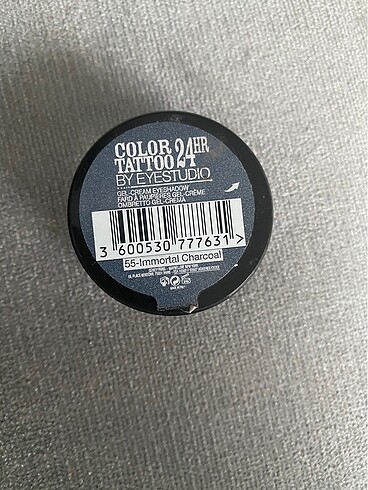 COLOR
TATTOO 24HR
BY EYESTUDIO
GEL-CREAM EYESHADOW
FARD À PAUPIÈRES GEL-CRÈME
OMBRETTO GEL-CREMA
3 600530 777631 >
55-Immortal Charcoal